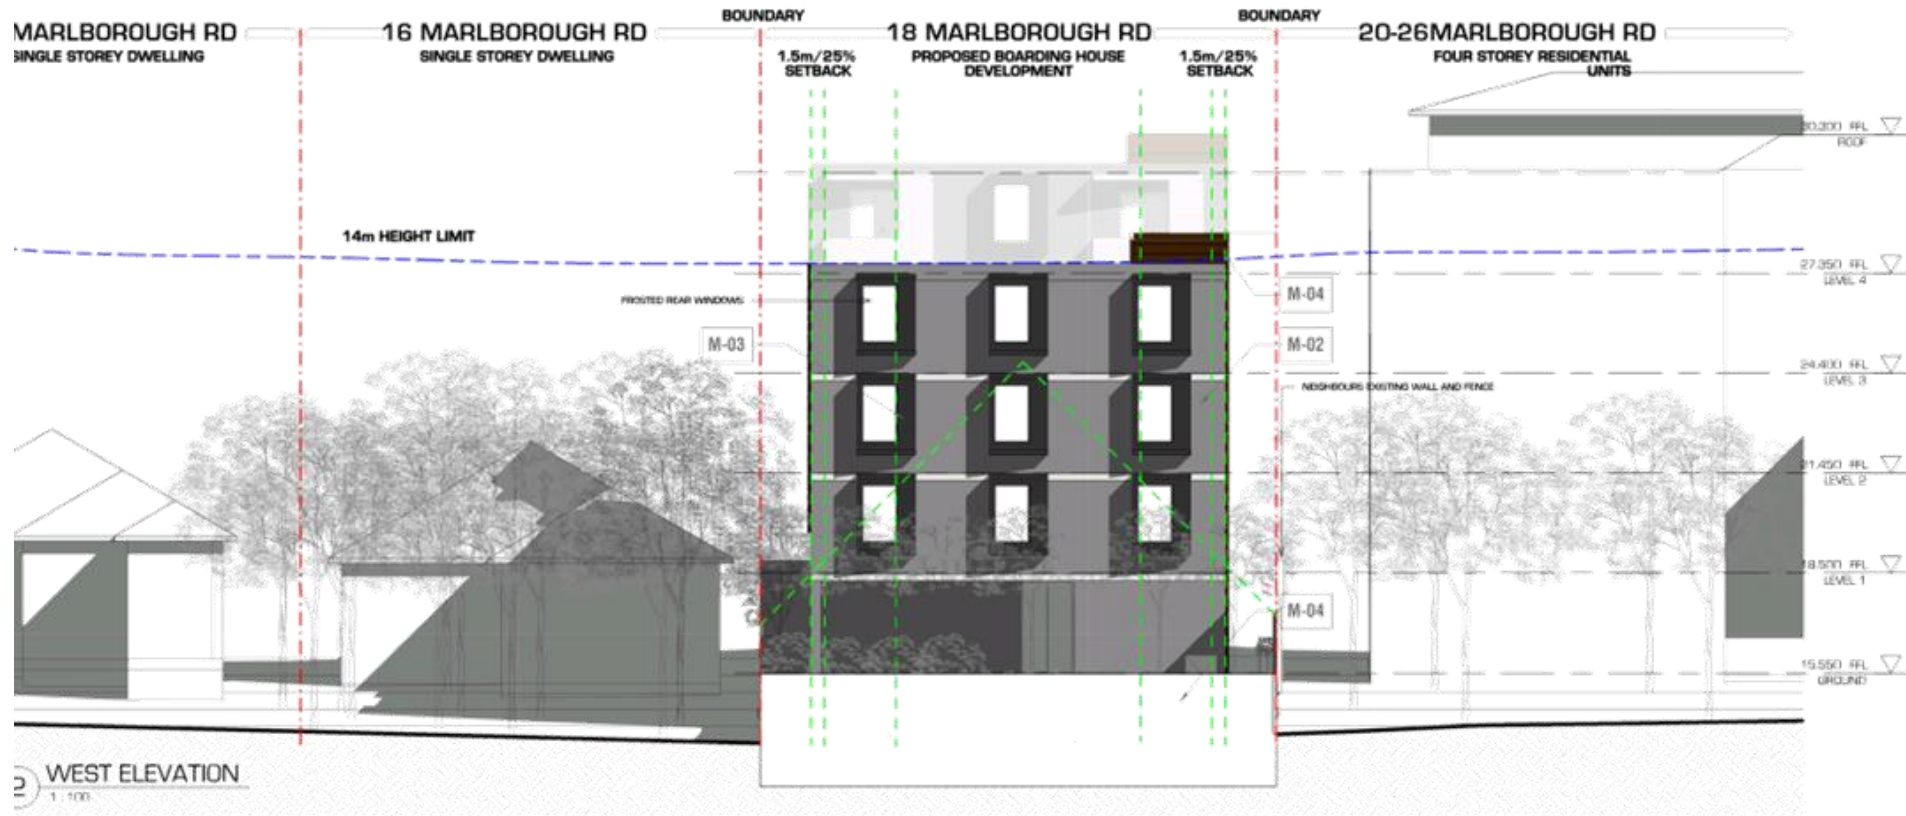 MARLBOROUGH RD
SINGLE STOREY DWELLING
16 MARLBOROUGH RD
SINGLE STOREY DWELLING
BOUNDARY
1.5m/25%
SETBACK
18 MARLBOROUGH RD
PROPOSED BOARDING HOUSE
DEVELOPMENT
BOUNDARY
1.5m/25%
SETBACK
20-26MARLBOROUGH RD
FOUR STOREY RESIDENTIAL
UNITS
30.300 FFL
ROOF
14m HEIGHT LIMIT
27.350 FFL
LEVEL 4
FROSTED REAR WINDOWS
M-04
M-03
M-02
24.400 FFL
LEVEL 3
NEIGHBOURS EXISTING WALL AND FENCE
21.450 FFL
LEVEL 2
18.500 FFL
LEVEL 1
M-04
15.550 FFL
GROUND
2
WEST ELEVATION
1 : 100